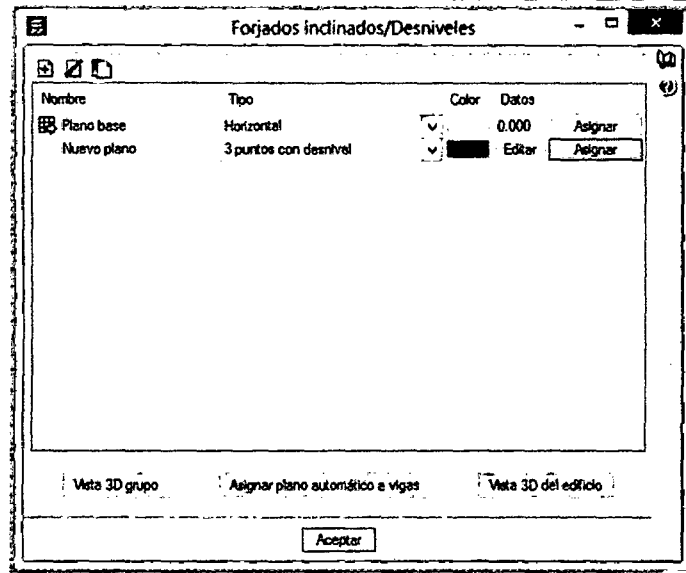 Forjados inclinados/Desniveles
Nombre Tipo Color Datos
Plano base Horizontal 0.000 Asignar
Nuevo plano 3 puntos con desnivel Editar Asignar
Vista 3D grupo Asignar plano automático a vigas Vista 3D del edificio
Aceptar